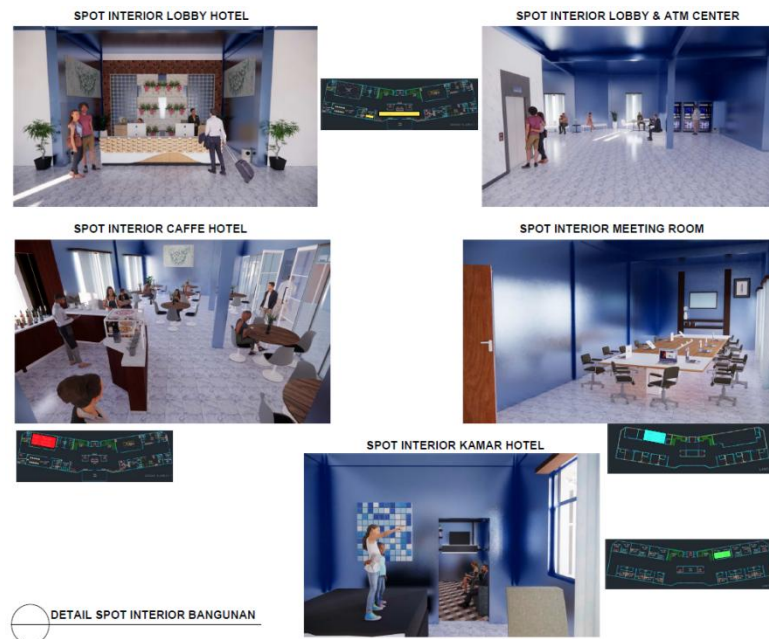 SPOT INTERIOR LOBBY HOTEL
SPOT INTERIOR LOBBY & ATM CENTER
SPOT INTERIOR CAFFE HOTEL
SPOT INTERIOR MEETING ROOM
SPOT INTERIOR KAMAR HOTEL
DETAIL SPOT INTERIOR BANGUNAN